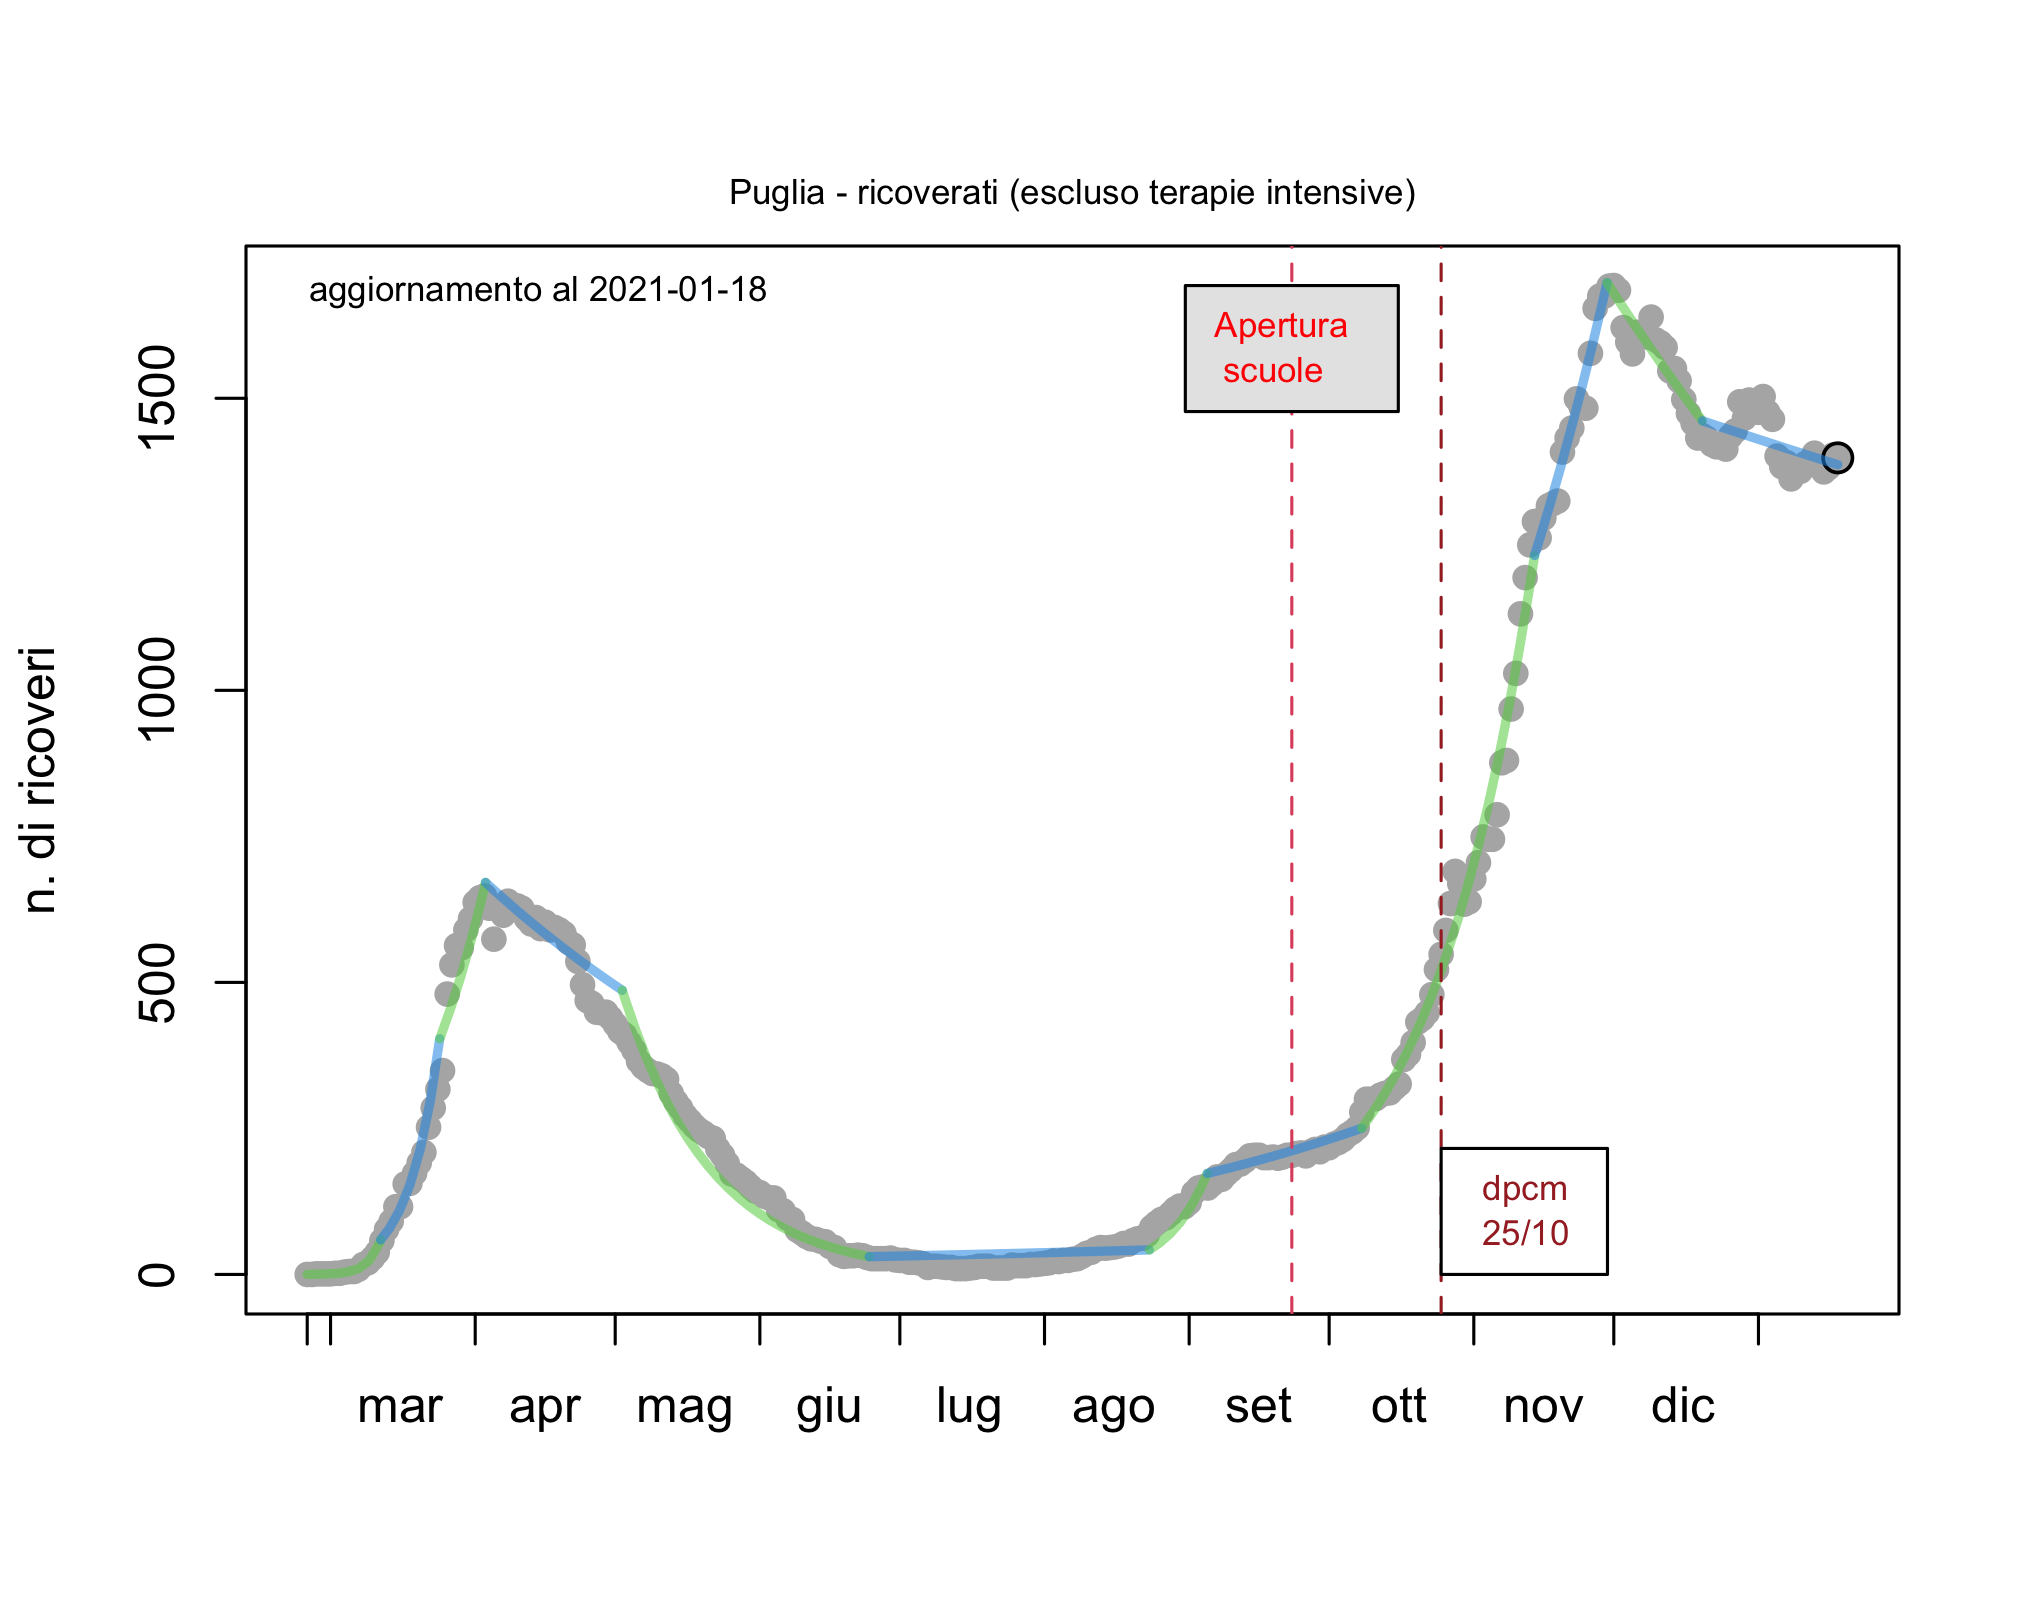 Puglia - ricoverati (escluso terapie intensive)
aggiornamento al 2021-01-18
Apertura
scuole
n. di ricoveri
1500
1000
500
0
dpcm
25/10
mar apr mag giu lug ago set ott nov dic